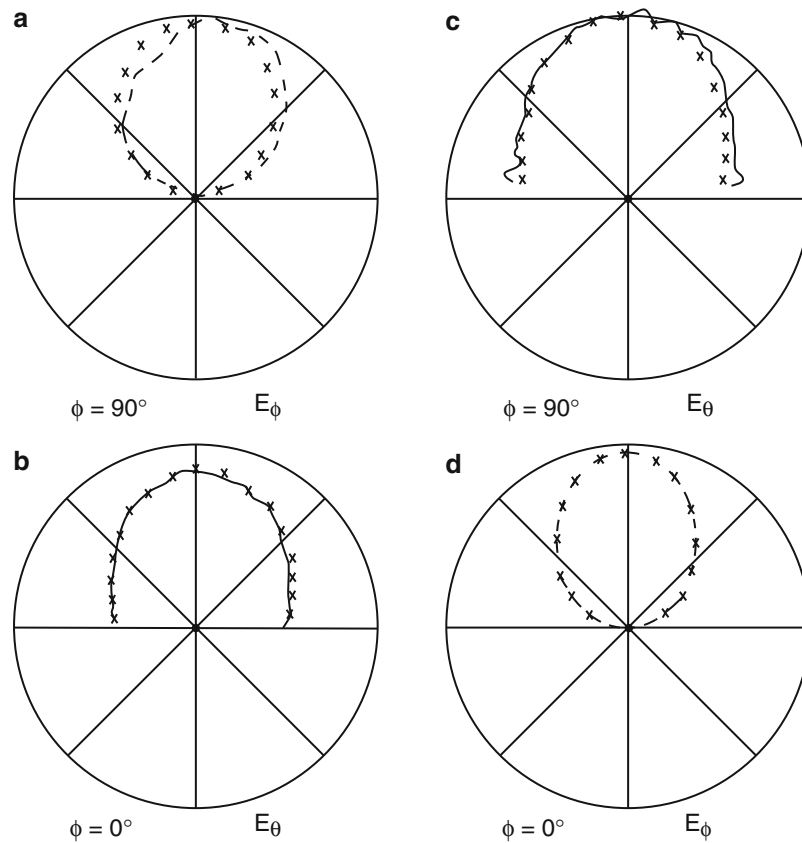 a
c
ϕ = 90°
E_ϕ
ϕ = 90°
E_θ
b
d
ϕ = 0°
E_θ
ϕ = 0°
E_ϕ